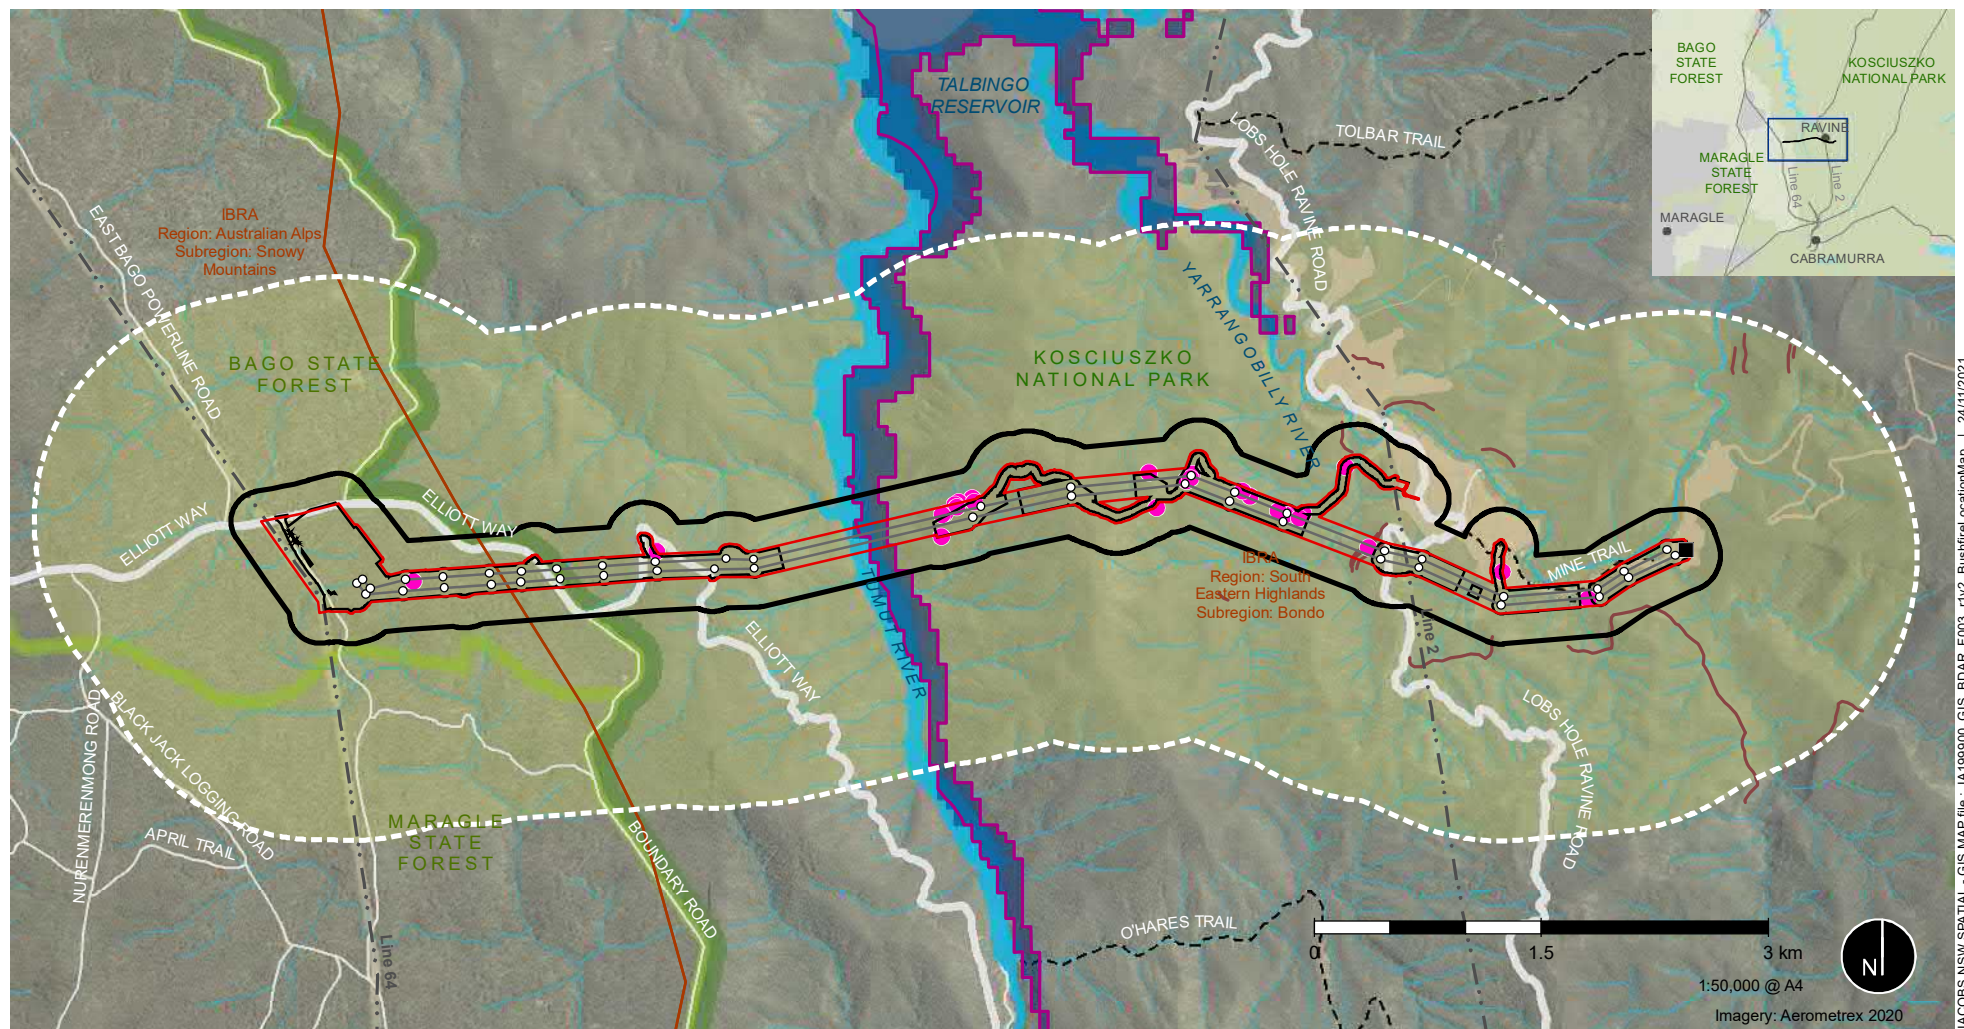 TALBINGO
RESERVOIR
LOBS HOLE RAVINE ROAD
TOLBAR TRAIL
BAGO
STATE
FOREST
KOSCIUSZKO
NATIONAL PARK
RAVINE
MARAGLE
STATE
FOREST
Line 64
Line 2
MARAGLE
CABRAMURRA
EAST BAGO POWERLINE ROAD
IBRA
Region: Australian Alps
Subregion: Snowy
Mountains
YARRANGOBILLY RIVER
BAGO STATE
FOREST
KOSCIUSZKO
NATIONAL PARK
ELLIOTT WAY
ELLIOTT WAY
IBRA
Region: South
Eastern Highlands
Subregion: Bondo
MINE TRAIL
TUMUT RIVER
ELLIOTT WAY
Line 2
LOBS HOLE RAVINE ROAD
NURENMERENMONG ROAD
BLACK JACK LOGGING ROAD
APRIL TRAIL
MARAGLE
STATE
FOREST
BOUNDARY ROAD
Line 64
O'HARES TRAIL
0
1.5
3 km
N
1:50,000 @ A4
Imagery: Aerometrex 2020